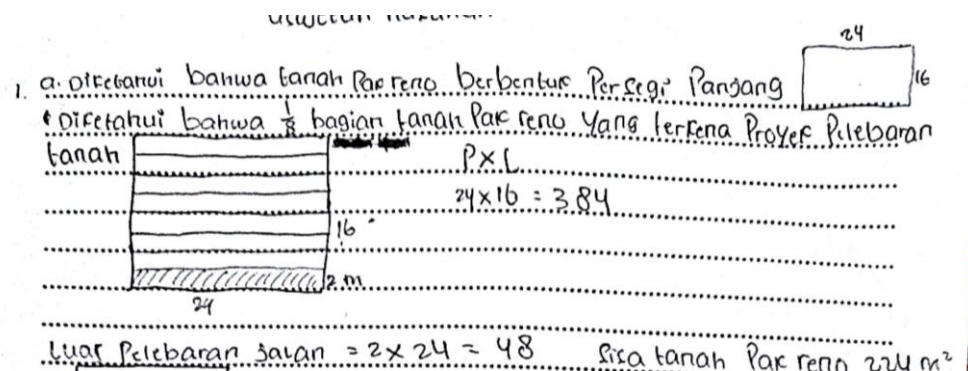 24
1. a. Diketahui bahwa tanah Pak reno berbentuk Persegi Panjang
16
• Diketahui bahwa 1/8 bagian tanah Pak reno yang terkena Proyek Pelebaran
tanah
P×L
24×16 = 384
16
2 m
24
Luas Pelebaran jalan = 2×24 = 48 Sisa tanah Pak reno 224 m²